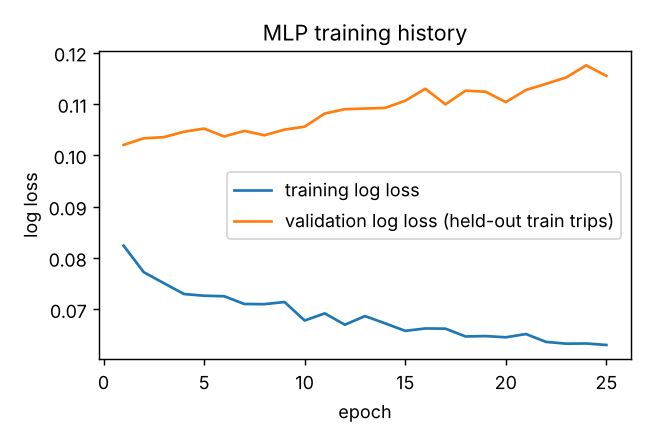 MLP training history
0.12
0.11
0.10
0.09
0.08
0.07
log loss
training log loss
validation log loss (held-out train trips)
0
5
10
15
20
25
epoch